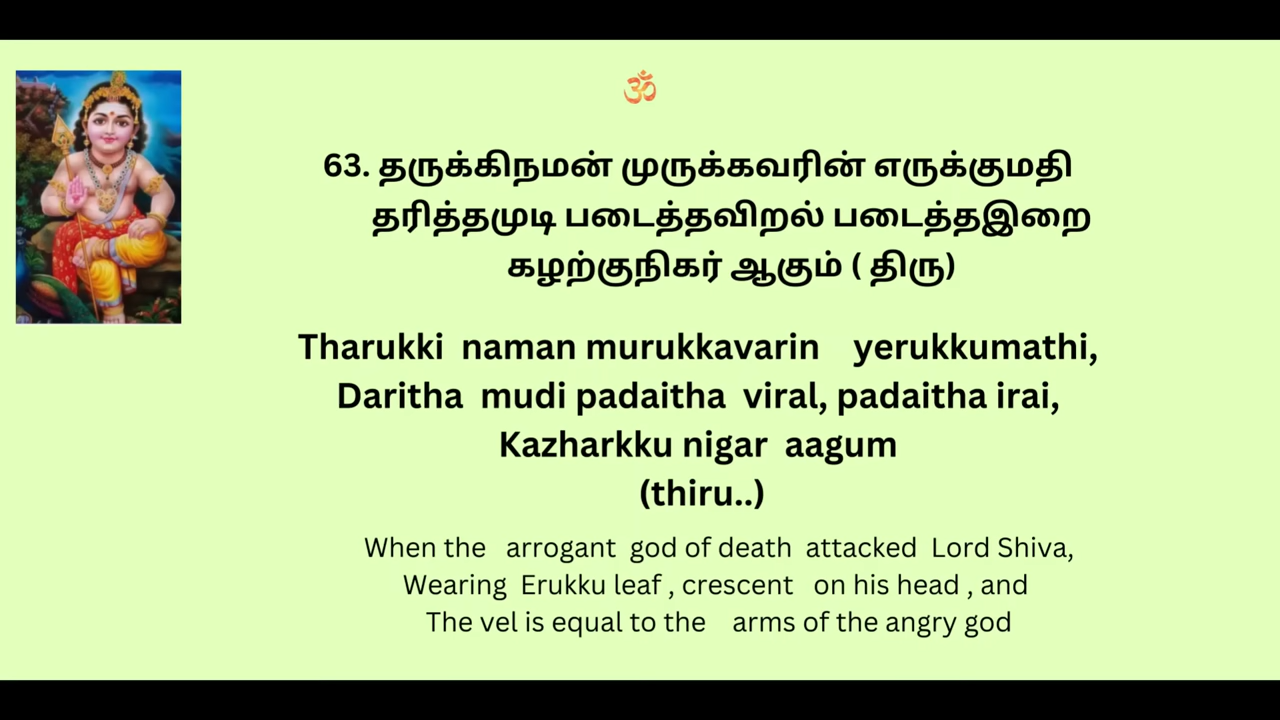 ॐ
63. தருக்கிநமன் முருக்கவரின் எருக்குமதி
தரித்தமுடி படைத்தவிறல் படைத்தஇறை
கழற்குநிகர் ஆகும் ( திரு)
Tharukki naman murukkavarin yerukkumathi,
Daritha mudi padaitha viral, padaitha irai,
Kazharkku nigar aagum
(thiru..)
When the arrogant god of death attacked Lord Shiva,
Wearing Erukku leaf , crescent on his head , and
The vel is equal to the arms of the angry god